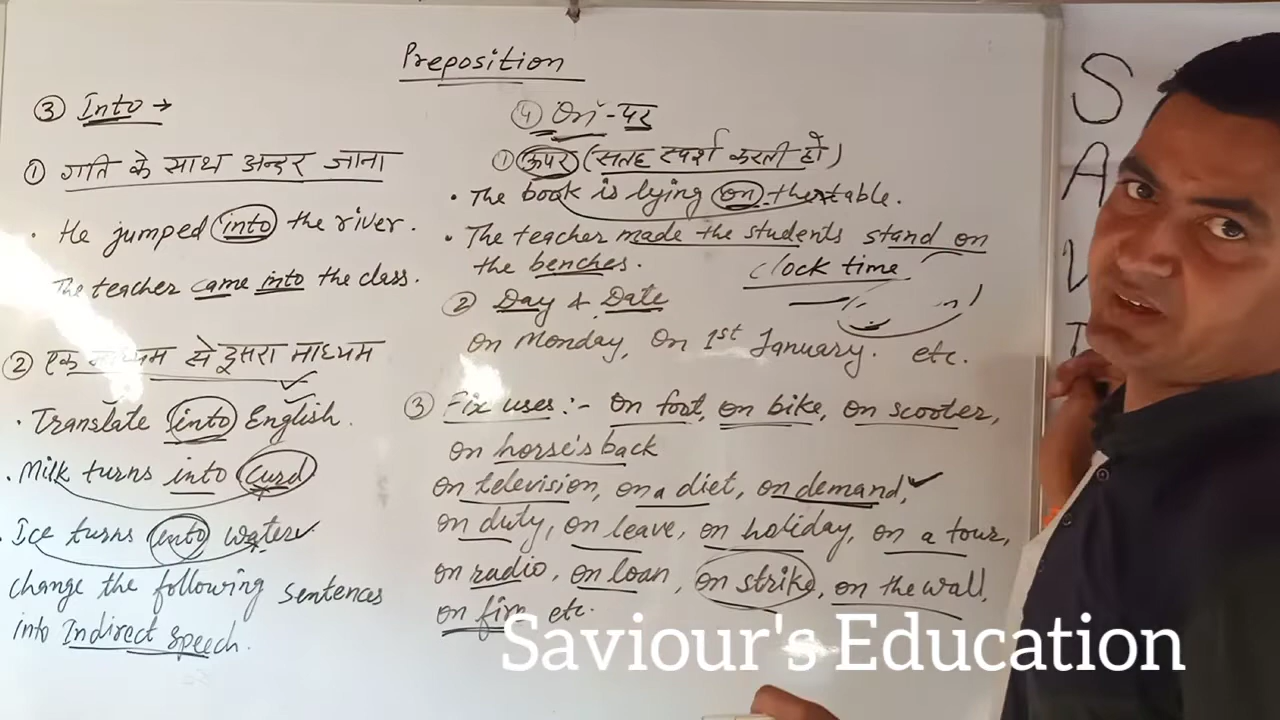 Preposition
③ Into →
① गति के साथ अन्दर जाना
· He jumped into the river.
The teacher came into the class.
② एक माध्यम से दूसरा माध्यम
· Translate into English.
· Milk turns into curd
· Ice turns into water
change the following sentences
into Indirect Speech.
④ On - पर
① ऊपर (सतह स्पर्श करती हो)
· The book is lying on the table.
· The teacher made the students stand on
the benches.
clock time
② Day & Date
On Monday, On 1st January. etc.
③ Fix uses :- On foot, on bike, on scooter,
on horse's back
on television, on a diet, on demand,
on duty, on leave, on holiday, on a tour,
on radio, on loan, on strike, on the wall,
on etc.
SAV
Saviour's Education